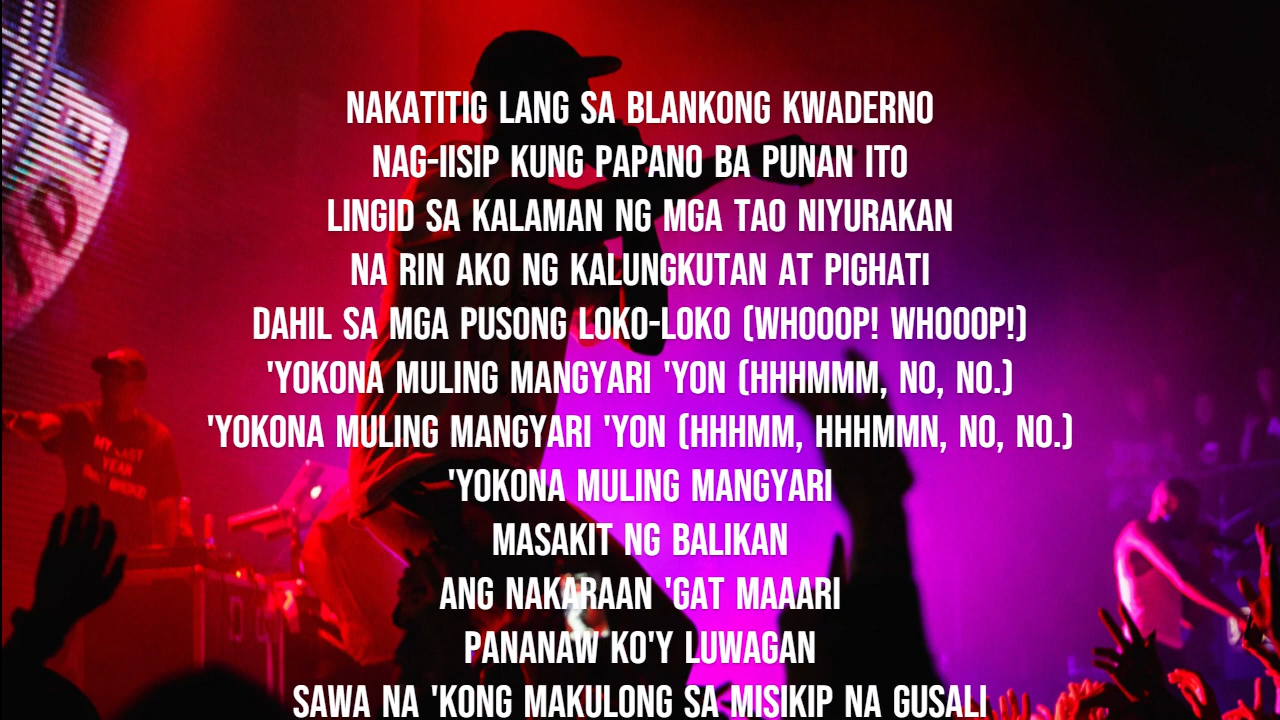 NAKATITIG LANG SA BLANKONG KWADERNO
NAG-IISIP KUNG PAPANO BA PUNAN ITO
LINGID SA KALAMAN NG MGA TAO NIYURAKAN
NA RIN AKO NG KALUNGKUTAN AT PIGHATI
DAHIL SA MGA PUSONG LOKO-LOKO (WHOOOP! WHOOOP!)
'YOKONA MULING MANGYARI 'YON (HHHMMM, NO, NO.)
'YOKONA MULING MANGYARI 'YON (HHHMM, HHHMMN, NO, NO.)
'YOKONA MULING MANGYARI
MASAKIT NG BALIKAN
ANG NAKARAAN 'GAT MAAARI
PANANAW KO'Y LUWAGAN
SAWA NA 'KONG MAKULONG SA MISIKIP NA GUSALI
MY LAST
YEAR